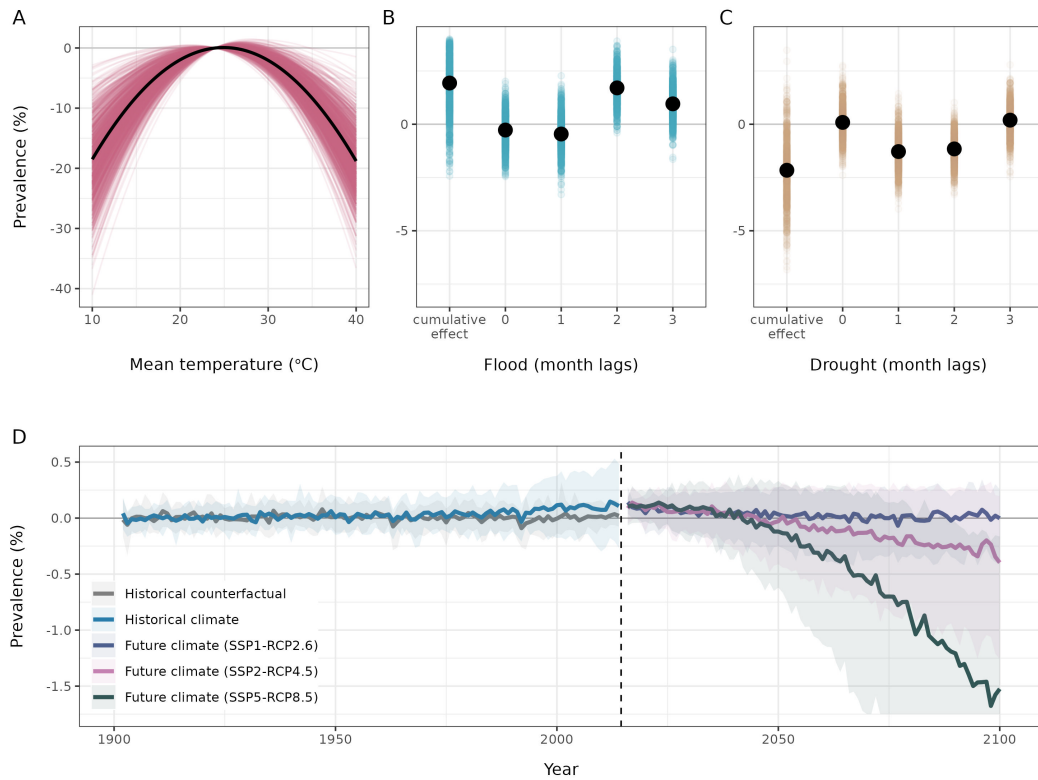 A
B
C
0
-10
-20
-30
-40
Prevalence (%)
10
20
30
40
Mean temperature (°C)
0
-5
cumulative
effect
0
1
2
3
Flood (month lags)
0
-5
cumulative
effect
0
1
2
3
Drought (month lags)
D
0.5
0.0
-0.5
-1.0
-1.5
Prevalence (%)
Historical counterfactual
Historical climate
Future climate (SSP1-RCP2.6)
Future climate (SSP2-RCP4.5)
Future climate (SSP5-RCP8.5)
1900
1950
2000
2050
2100
Year